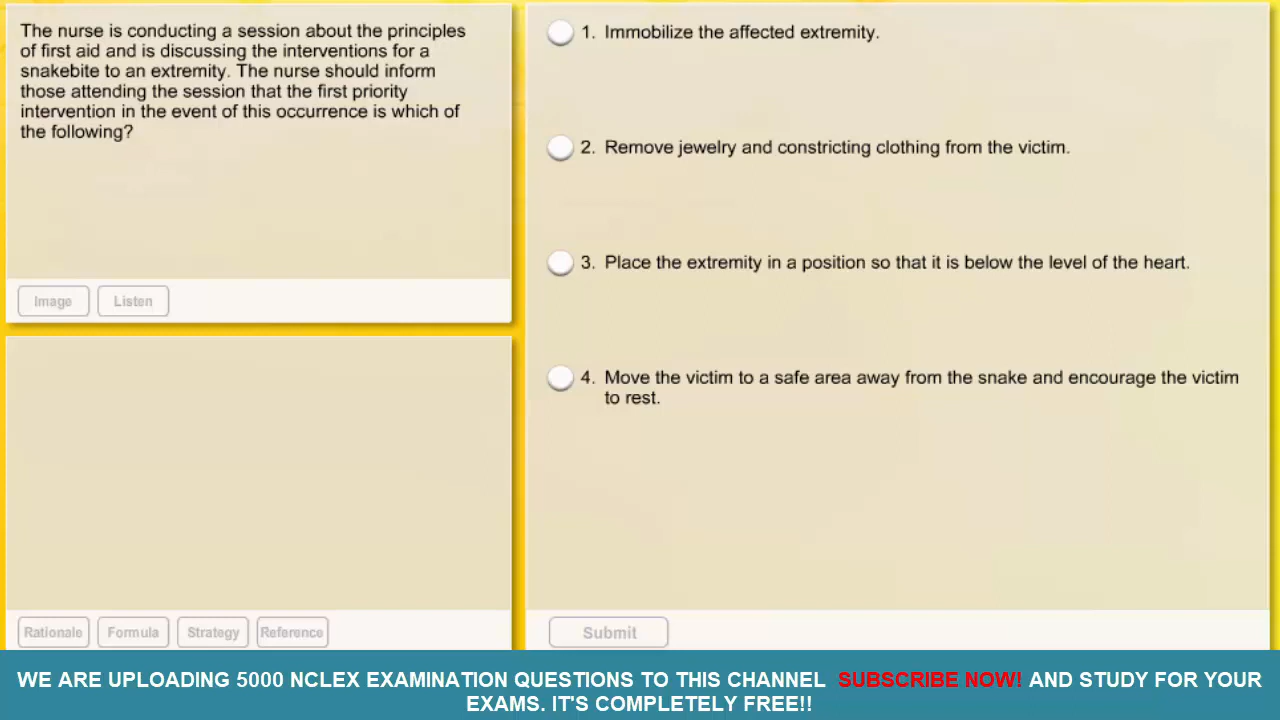 The nurse is conducting a session about the principles
of first aid and is discussing the interventions for a
snakebite to an extremity. The nurse should inform
those attending the session that the first priority
intervention in the event of this occurrence is which of
the following?
Image
Listen
1. Immobilize the affected extremity.
2. Remove jewelry and constricting clothing from the victim.
3. Place the extremity in a position so that it is below the level of the heart.
4. Move the victim to a safe area away from the snake and encourage the victim
to rest.
Rationale
Formula
Strategy
Reference
Submit
WE ARE UPLOADING 5000 NCLEX EXAMINATION QUESTIONS TO THIS CHANNEL SUBSCRIBE NOW! AND STUDY FOR YOUR
EXAMS. IT'S COMPLETELY FREE!!